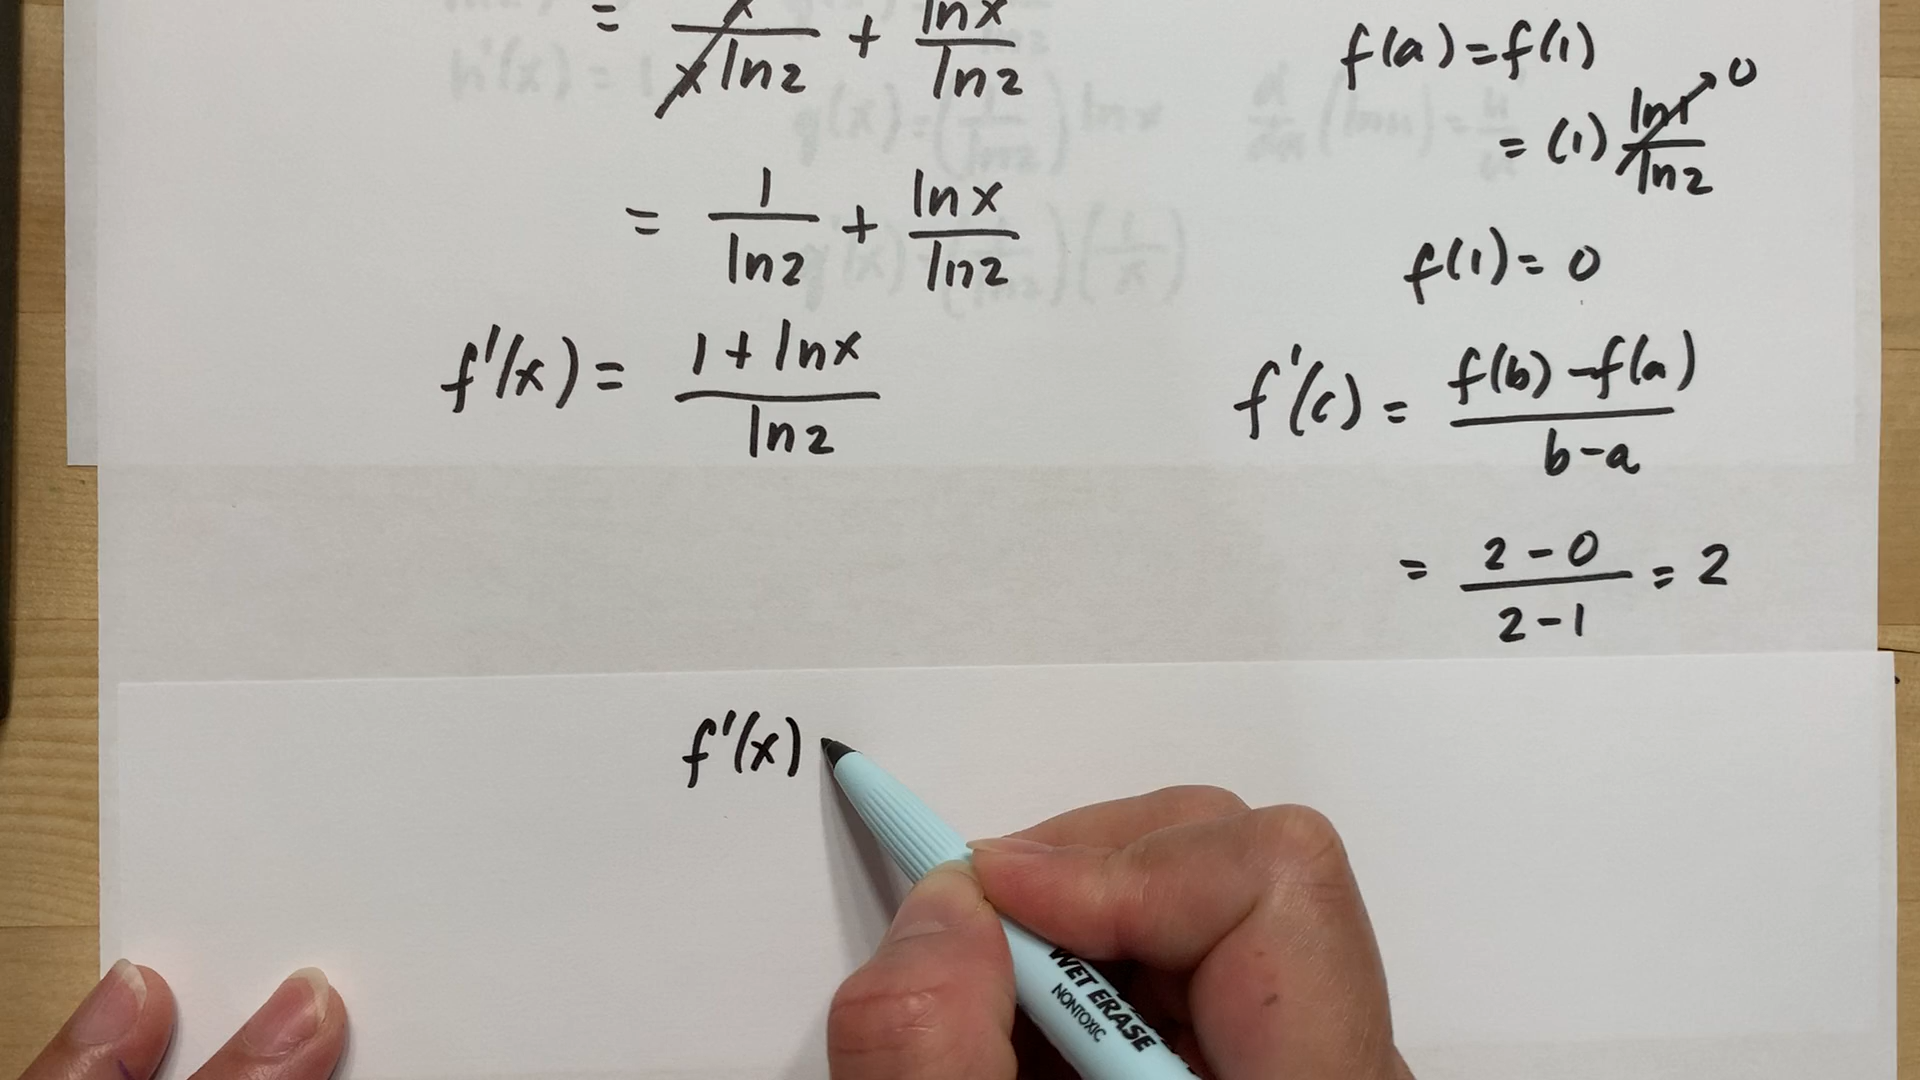 = x/(x ln2) + lnx/ln2
= 1/ln2 + lnx/ln2
f'(x) = (1 + lnx)/ln2
f(a) = f(1)
= (1) ln1/ln2 → 0
f(1) = 0
f'(c) = (f(b) - f(a))/(b - a)
= (2 - 0)/(2 - 1) = 2
f'(x)
WET ERASE
NONTOXIC